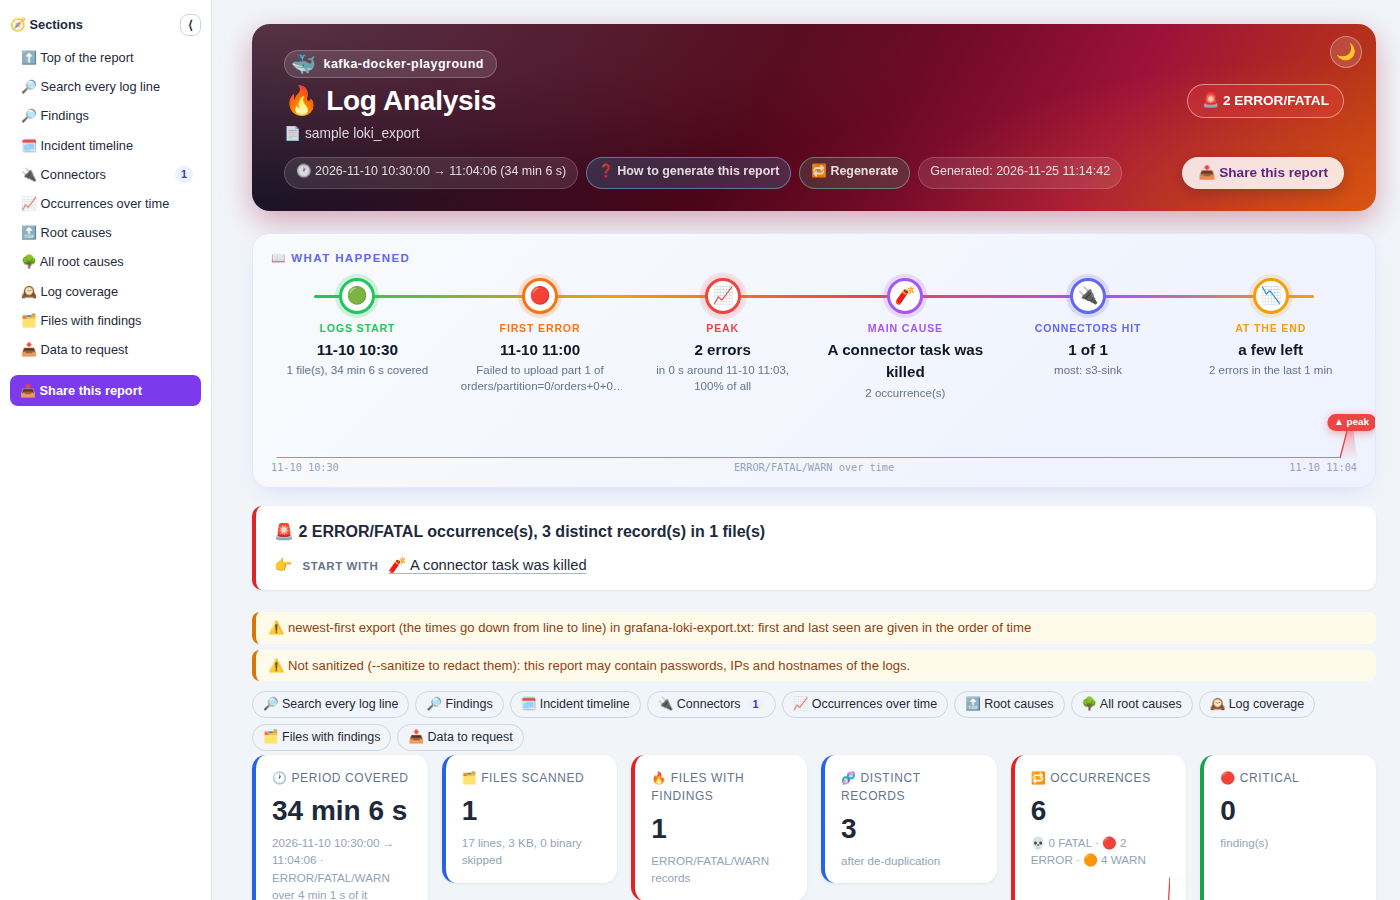 Sections
⟨
Top of the report
Search every log line
Findings
Incident timeline
Connectors 1
Occurrences over time
Root causes
All root causes
Log coverage
Files with findings
Data to request
Share this report
kafka-docker-playground
Log Analysis
sample loki_export
2 ERROR/FATAL
2026-11-10 10:30:00 → 11:04:06 (34 min 6 s)
How to generate this report
Regenerate
Generated: 2026-11-25 11:14:42
Share this report
WHAT HAPPENED
LOGS START
11-10 10:30
1 file(s), 34 min 6 s covered
FIRST ERROR
11-10 11:00
Failed to upload part 1 of
orders/partition=0/orders+0+0...
PEAK
2 errors
in 0 s around 11-10 11:03,
100% of all
MAIN CAUSE
A connector task was
killed
2 occurrence(s)
CONNECTORS HIT
1 of 1
most: s3-sink
AT THE END
a few left
2 errors in the last 1 min
▲ peak
11-10 10:30
ERROR/FATAL/WARN over time
11-10 11:04
2 ERROR/FATAL occurrence(s), 3 distinct record(s) in 1 file(s)
START WITH A connector task was killed
newest-first export (the times go down from line to line) in grafana-loki-export.txt: first and last seen are given in the order of time
Not sanitized (--sanitize to redact them): this report may contain passwords, IPs and hostnames of the logs.
Search every log line
Findings
Incident timeline
Connectors 1
Occurrences over time
Root causes
All root causes
Log coverage
Files with findings
Data to request
PERIOD COVERED
34 min 6 s
2026-11-10 10:30:00 →
11:04:06 ·
ERROR/FATAL/WARN
over 4 min 1 s of it
FILES SCANNED
1
17 lines, 3 KB, 0 binary
skipped
FILES WITH
FINDINGS
1
ERROR/FATAL/WARN
records
DISTINCT
RECORDS
3
after de-duplication
OCCURRENCES
6
0 FATAL · 2
ERROR · 4 WARN
CRITICAL
0
finding(s)